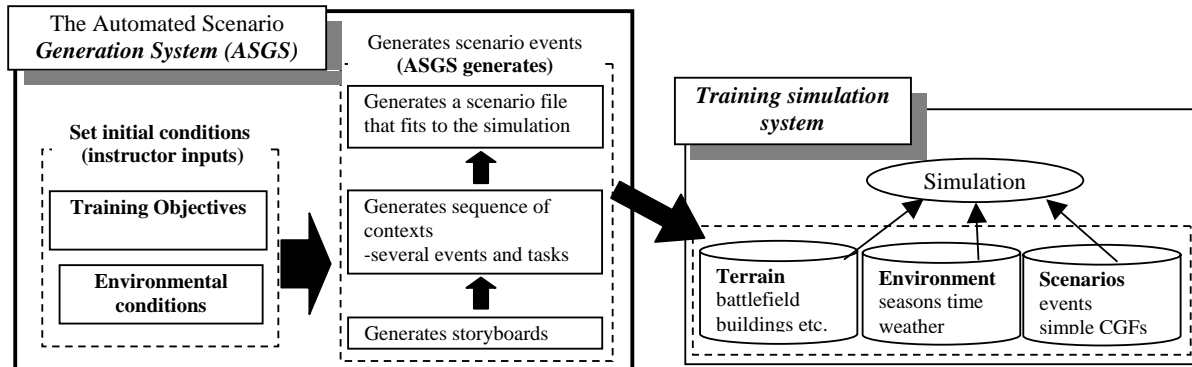 The Automated Scenario
Generation System (ASGS)
Set initial conditions
(instructor inputs)
Training Objectives
Environmental
conditions
Generates scenario events
(ASGS generates)
Generates a scenario file
that fits to the simulation
Generates sequence of
contexts
-several events and tasks
Generates storyboards
Training simulation
system
Simulation
Terrain
battlefield
buildings etc.
Environment
seasons time
weather
Scenarios
events
simple CGFs